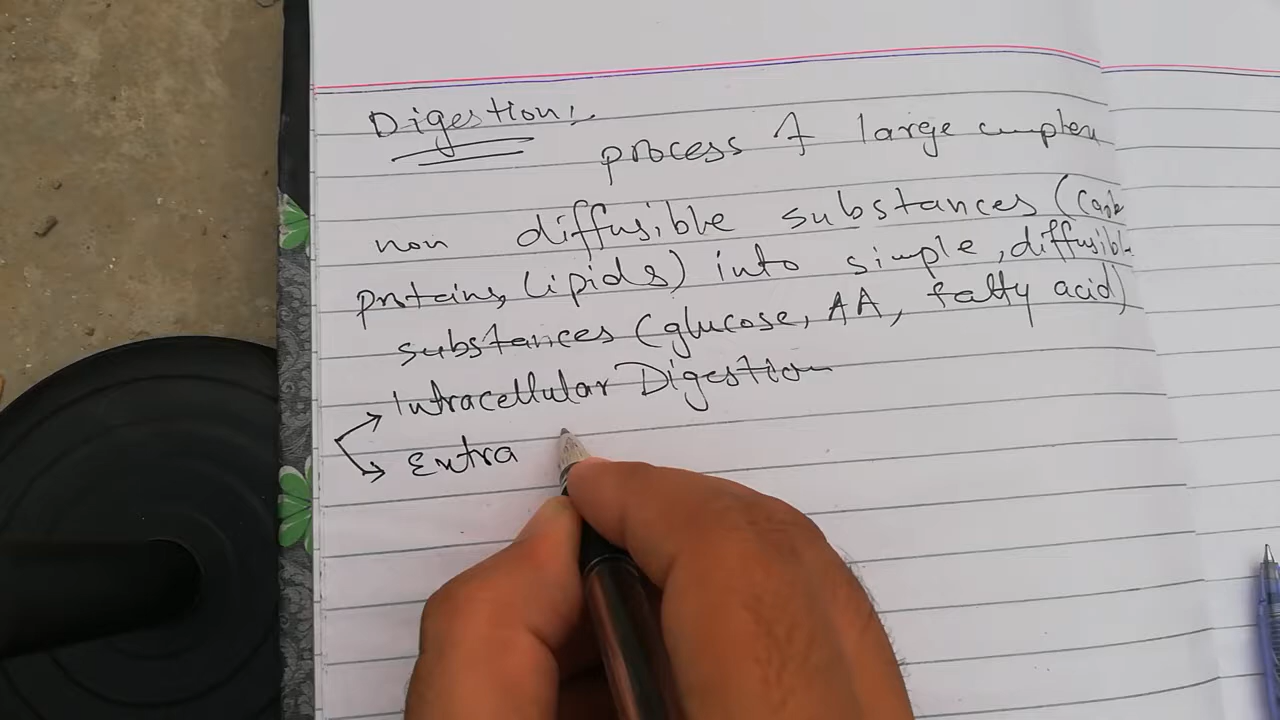 Digestion:-
process of large complex
non diffusible substances (Carb
proteins, lipids) into simple, diffusible
substances (glucose, AA, fatty acid)
Intracellular Digestion
Extra